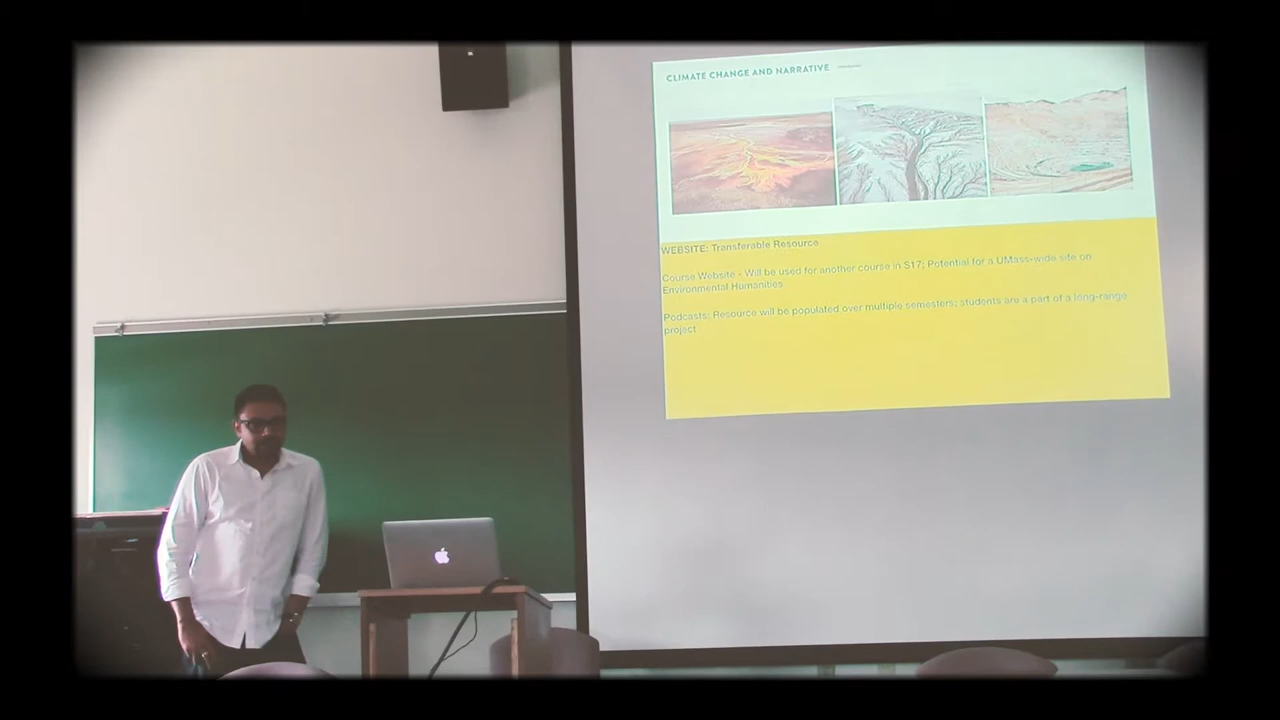 CLIMATE CHANGE AND NARRATIVE
WEBSITE: Transferable Resource
Course Website - Will be used for another course in S17; Potential for a UMass-wide site on
Environmental Humanities
Podcasts: Resource will be populated over multiple semesters; students are a part of a long-range
project